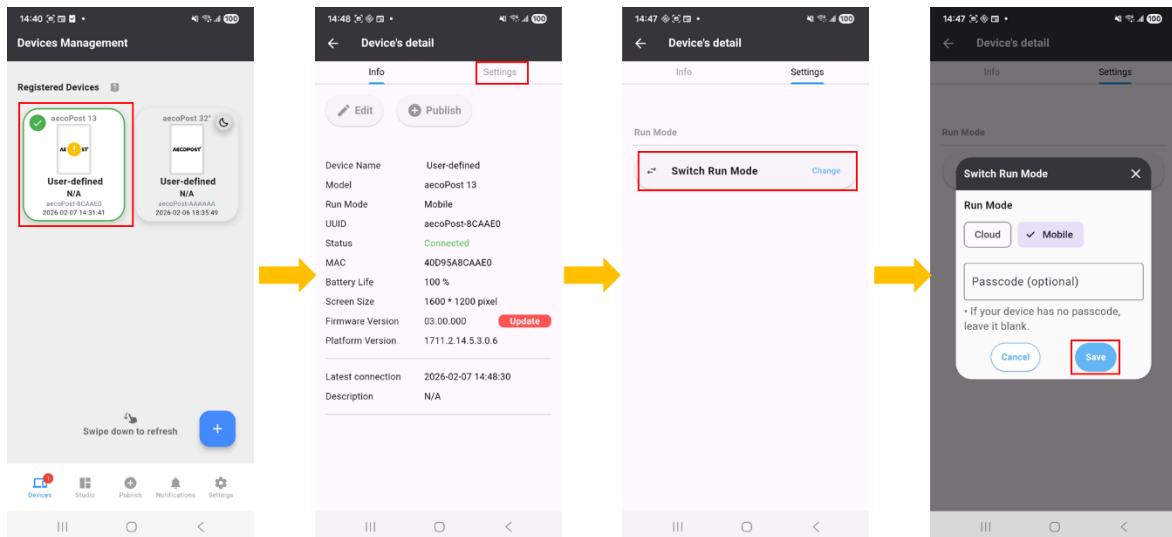 14:40
100
Devices Management
Registered Devices
aecoPost 13
User-defined
N/A
aecoPost-8CAAE0
2026-02-07 14:31:41
aecoPost 32"
AECOPOST
User-defined
N/A
aecoPost-AAAAAA
2026-02-06 18:35:49
Swipe down to refresh
+
1
Devices
Studio
Publish
Notifications
Settings
14:48
100
Device's detail
Info
Settings
Edit
Publish
Device Name User-defined
Model aecoPost 13
Run Mode Mobile
UUID aecoPost-8CAAE0
Status Connected
MAC 40D95A8CAAE0
Battery Life 100 %
Screen Size 1600 * 1200 pixel
Firmware Version 03.00.000 Update
Platform Version 1711.2.14.5.3.0.6
Latest connection 2026-02-07 14:48:30
Description N/A
14:47
100
Device's detail
Info
Settings
Run Mode
Switch Run Mode Change
14:47
100
Device's detail
Info
Settings
Run Mode
Switch Run Mode
Run Mode
Cloud
Mobile
Passcode (optional)
• If your device has no passcode,
leave it blank.
Cancel
Save